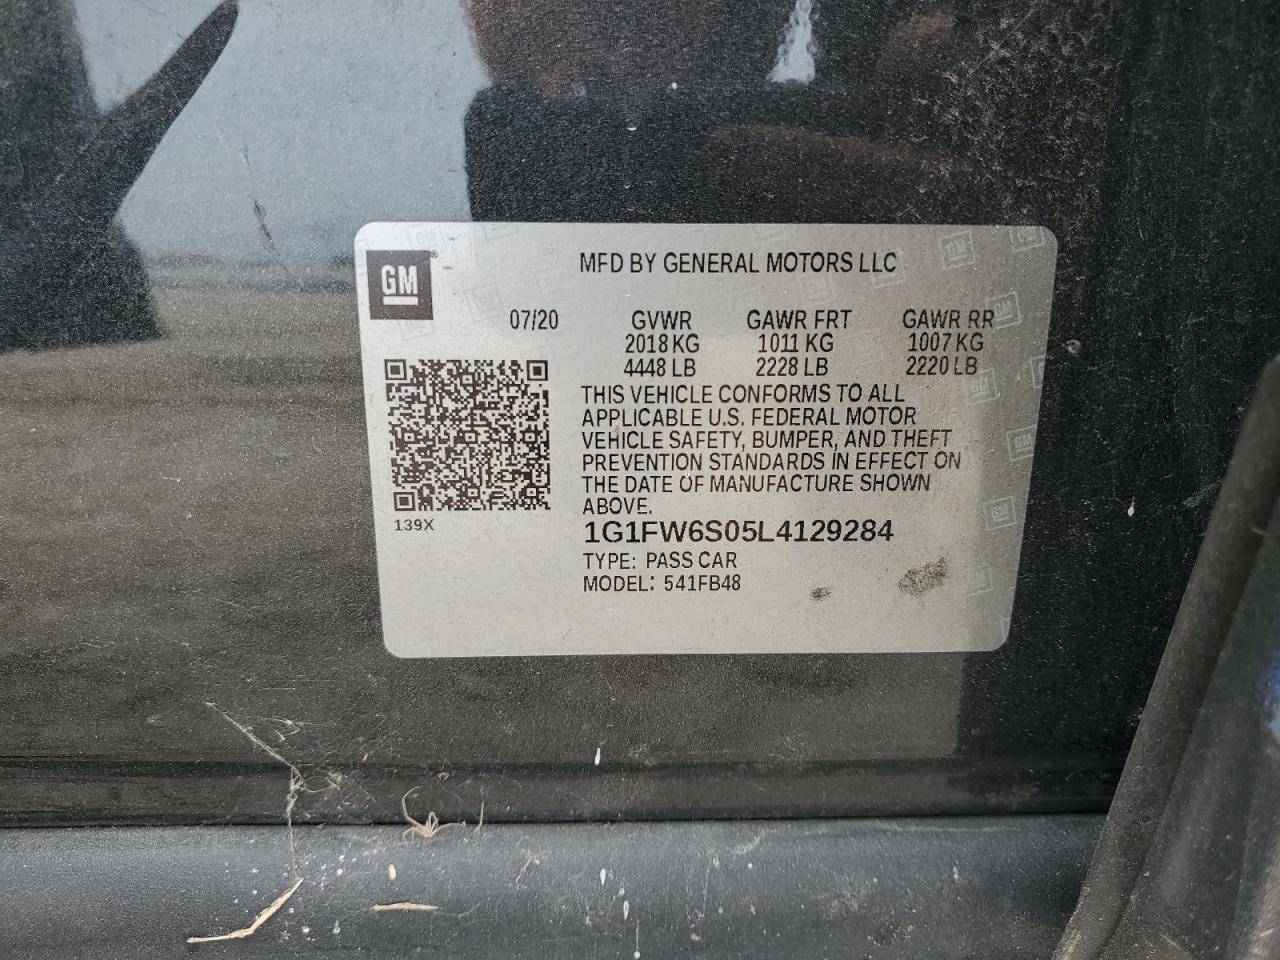 GM®
MFD BY GENERAL MOTORS LLC
07/20 GVWR GAWR FRT GAWR RR
2018 KG 1011 KG 1007 KG
4448 LB 2228 LB 2220 LB
THIS VEHICLE CONFORMS TO ALL
APPLICABLE U.S. FEDERAL MOTOR
VEHICLE SAFETY, BUMPER, AND THEFT
PREVENTION STANDARDS IN EFFECT ON
THE DATE OF MANUFACTURE SHOWN
ABOVE.
139X
1G1FW6S05L4129284
TYPE: PASS CAR
MODEL: 541FB48